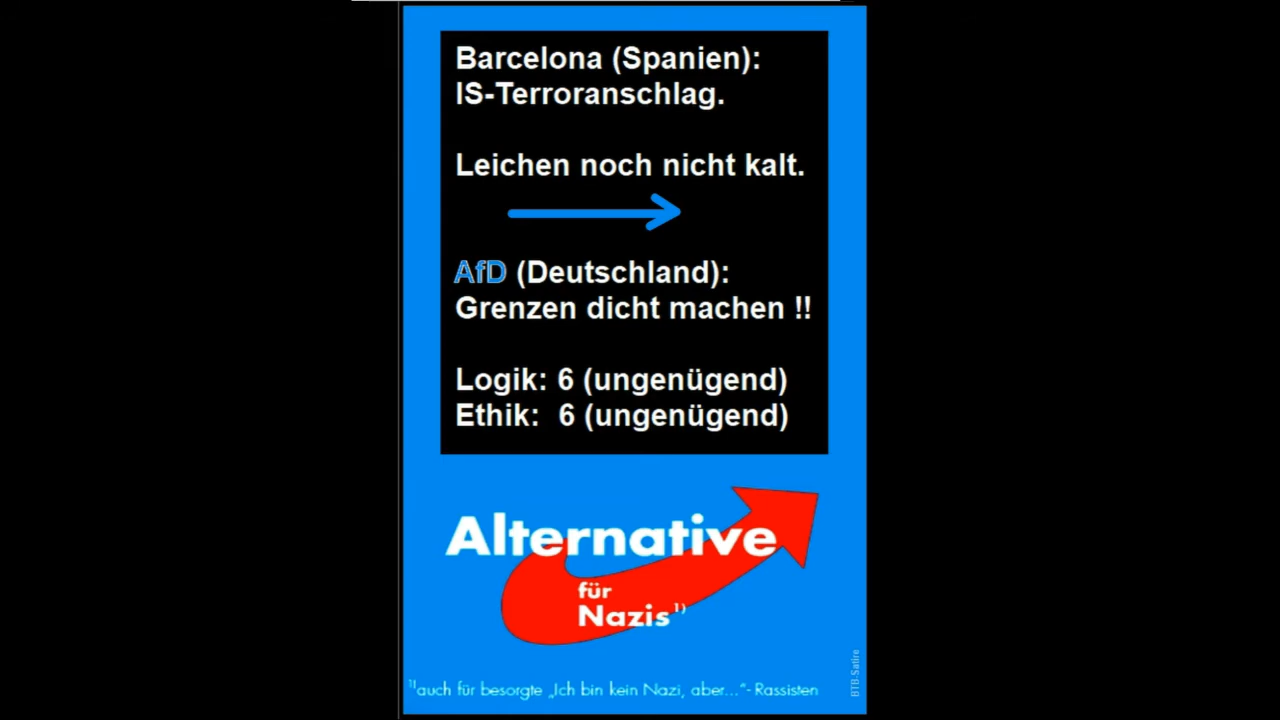 Barcelona (Spanien):
IS-Terroranschlag.
Leichen noch nicht kalt.
AfD (Deutschland):
Grenzen dicht machen !!
Logik: 6 (ungenügend)
Ethik: 6 (ungenügend)
Alternative
für
Nazis¹⁾
¹⁾auch für besorgte „Ich bin kein Nazi, aber...“- Rassisten
BTB-Satire